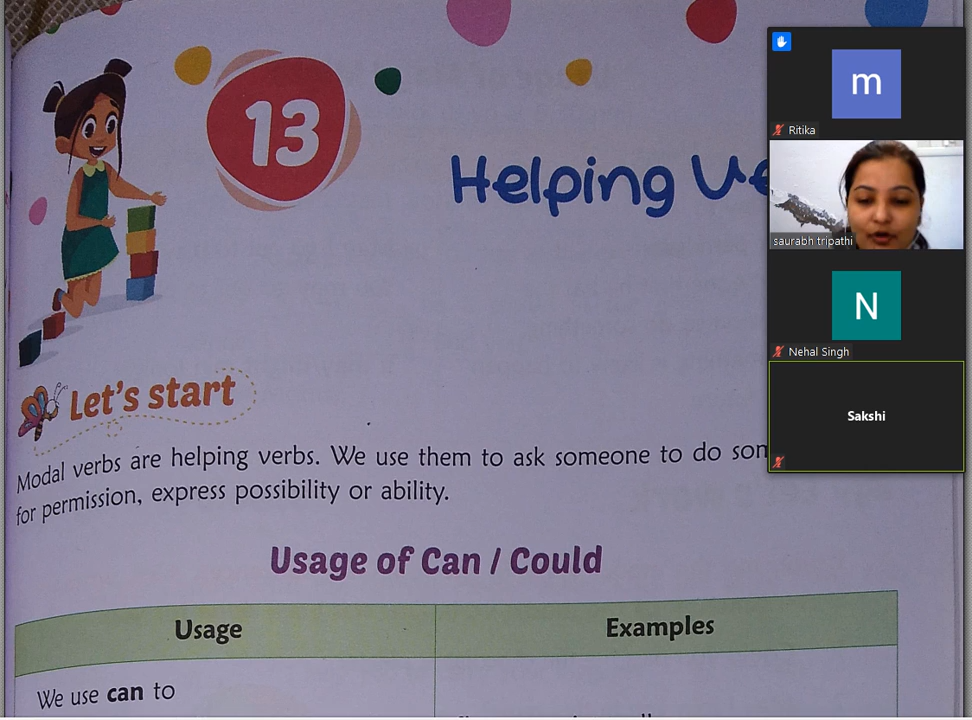 13
Helping Ve
Let's start
Modal verbs are helping verbs. We use them to ask someone to do som
for permission, express possibility or ability.
Usage of Can / Could
Usage
Examples
We use can to
m
Ritika
saurabh tripathi
N
Nehal Singh
Sakshi